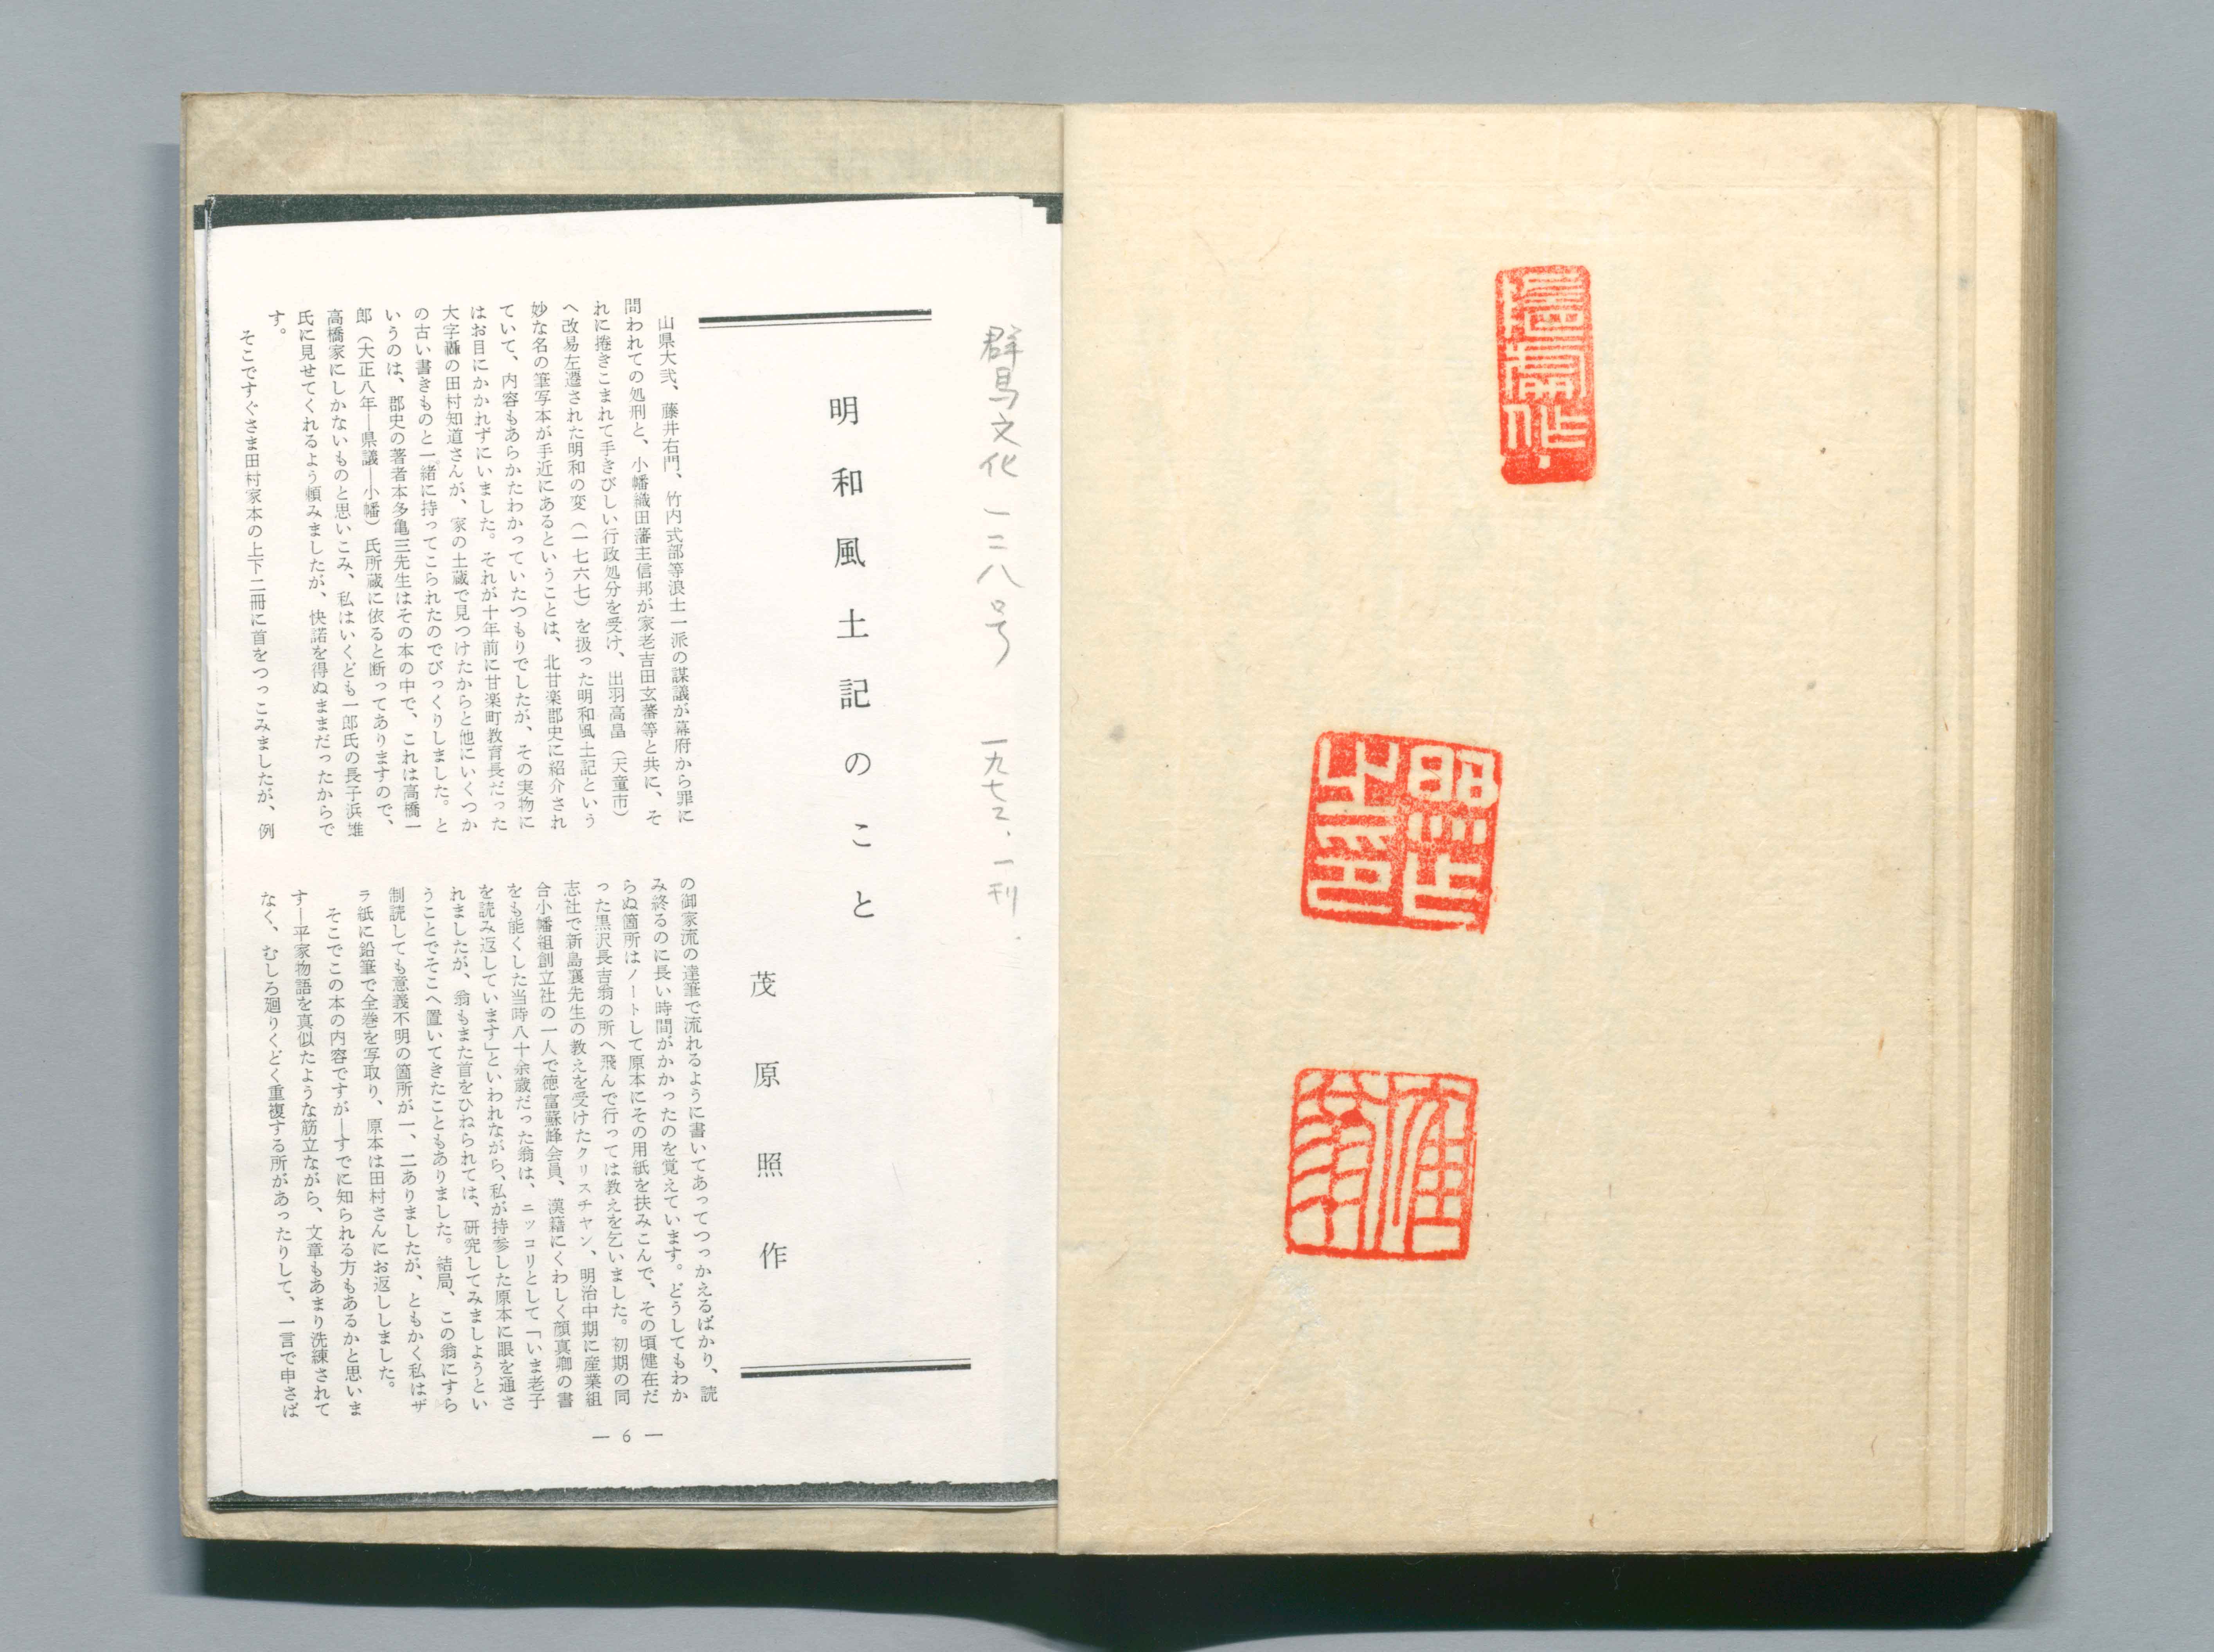 群馬文化一二八号 一九七二、一刊
明和風土記のこと
茂原照作
山県大弐、藤井右門、竹内式部等浪士一派の謀議が幕府から罪に
問われての処刑と、小幡織田藩主信邦が家老吉田玄蕃等と共に、そ
れに捲きこまれて手きびしい行政処分を受け、出羽高畠（天童市）
へ改易左遷された明和の変（一七六七）を扱った明和風土記という
妙な名の筆写本が手近にあるということは、北甘楽郡史に紹介され
ていて、内容もあらかたわかっていたつもりでしたが、その実物に
はお目にかかれずにいました。それが十年前に甘楽町教育長だった
大字轟の田村知道さんが、家の土蔵で見つけたからと他にいくつか
の古い書きものと一緒に持ってこられたのでびっくりしました。と
いうのは、郡史の著者本多亀三先生はその本の中で、これは高橋一
郎（大正八年―県議―小幡）氏所蔵に依ると断ってありますので、
高橋家にしかないものと思いこみ、私はいくども一郎氏の長子浜雄
氏に見せてくれるよう頼みましたが、快諾を得ぬままだったからで
す。
そこですぐさま田村家本の上下二冊に首をつっこみましたが、例
の御家流の達筆で流れるように書いてあってつっかえるばかり、読
み終るのに長い時間がかかったのを覚えています。どうしてもわか
らぬ箇所はノートして原本にその用紙を挟みこんで、その頃健在だ
った黒沢長吉翁の所へ飛んで行っては教えを乞いました。初期の同
志社で新島襄先生の教えを受けたクリスチャン、明治中期に産業組
合小幡組創立社の一人で徳富蘇峰会員、漢籍にくわしく顔真卿の書
をも能くした当時八十余歳だった翁は、ニッコリとして「いま老子
を読み返しています」といわれながら、私が持参した原本に眼を通さ
れましたが、翁もまた首をひねられては、研究してみましようとい
うことでそこへ置いてきたこともありました。結局、この翁にすら
制読しても意義不明の箇所が一、二ありましたが、ともかく私はザ
ラ紙に鉛筆で全巻を写取り、原本は田村さんにお返ししました。
そこでこの本の内容ですが―すでに知られる方もあるかと思いま
す―平家物語を真似たような筋立ながら、文章もあまり洗練されて
なく、むしろ廻りくどく重複する所があったりして、一言で申さば
— 6 —
照作
之印